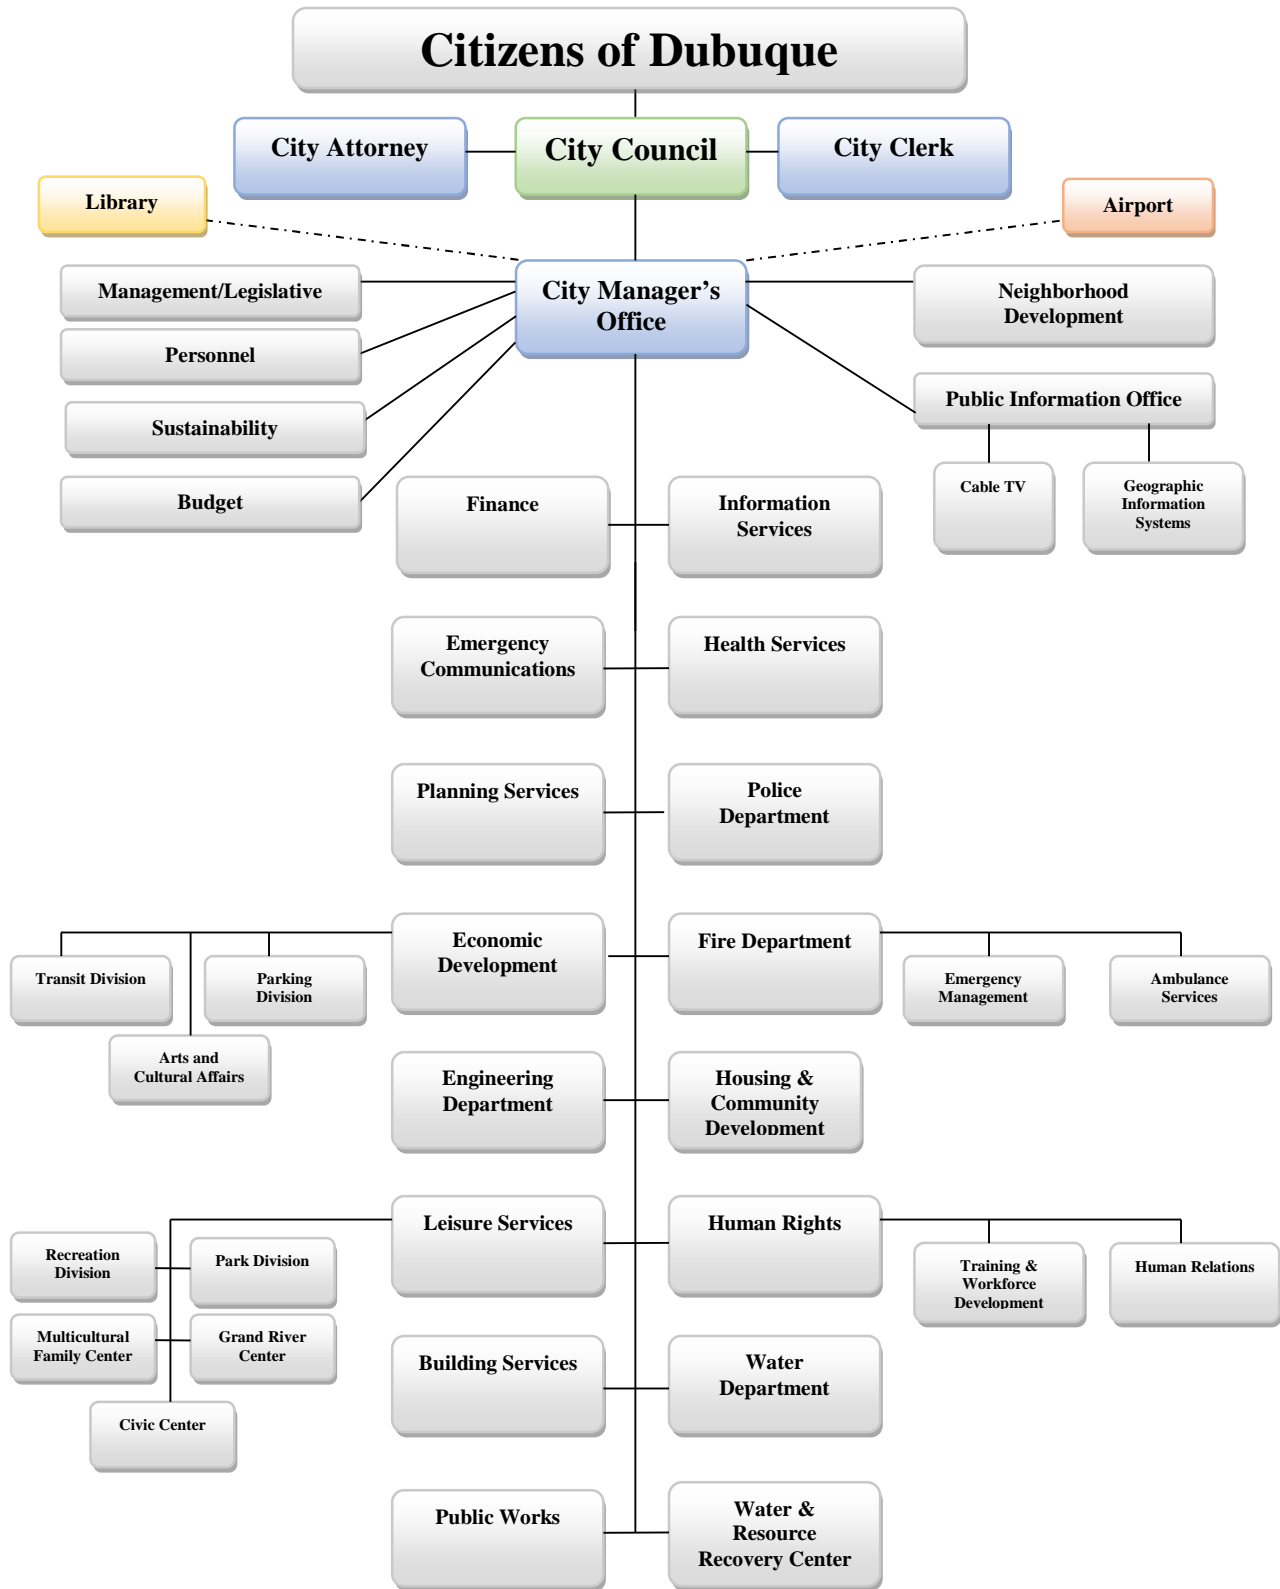 Citizens of Dubuque
City Attorney
City Council
City Clerk
Library
Airport
City Manager's
Office
Management/Legislative
Personnel
Sustainability
Budget
Neighborhood
Development
Public Information Office
Cable TV
Geographic
Information
Systems
Finance
Information
Services
Emergency
Communications
Health Services
Planning Services
Police
Department
Economic
Development
Transit Division
Parking
Division
Arts and
Cultural Affairs
Fire Department
Emergency
Management
Ambulance
Services
Engineering
Department
Housing &
Community
Development
Leisure Services
Recreation
Division
Park Division
Multicultural
Family Center
Grand River
Center
Civic Center
Human Rights
Training &
Workforce
Development
Human Relations
Building Services
Water
Department
Public Works
Water &
Resource
Recovery Center